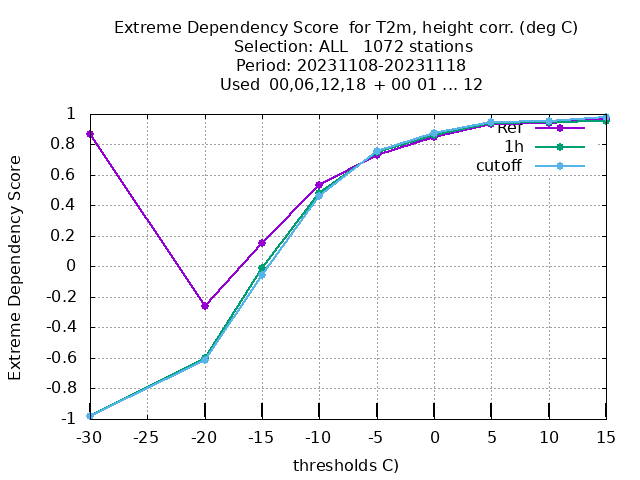 Extreme Dependency Score  for T2m, height corr. (deg C)
Selection: ALL   1072 stations
Period: 20231108-20231118
Used  00,06,12,18  + 00 01 ... 12
Extreme Dependency Score
1
0.8
0.6
0.4
0.2
0
-0.2
-0.4
-0.6
-0.8
-1
Ref
1h
cutoff
-30 -25 -20 -15 -10 -5 0 5 10 15
thresholds C)